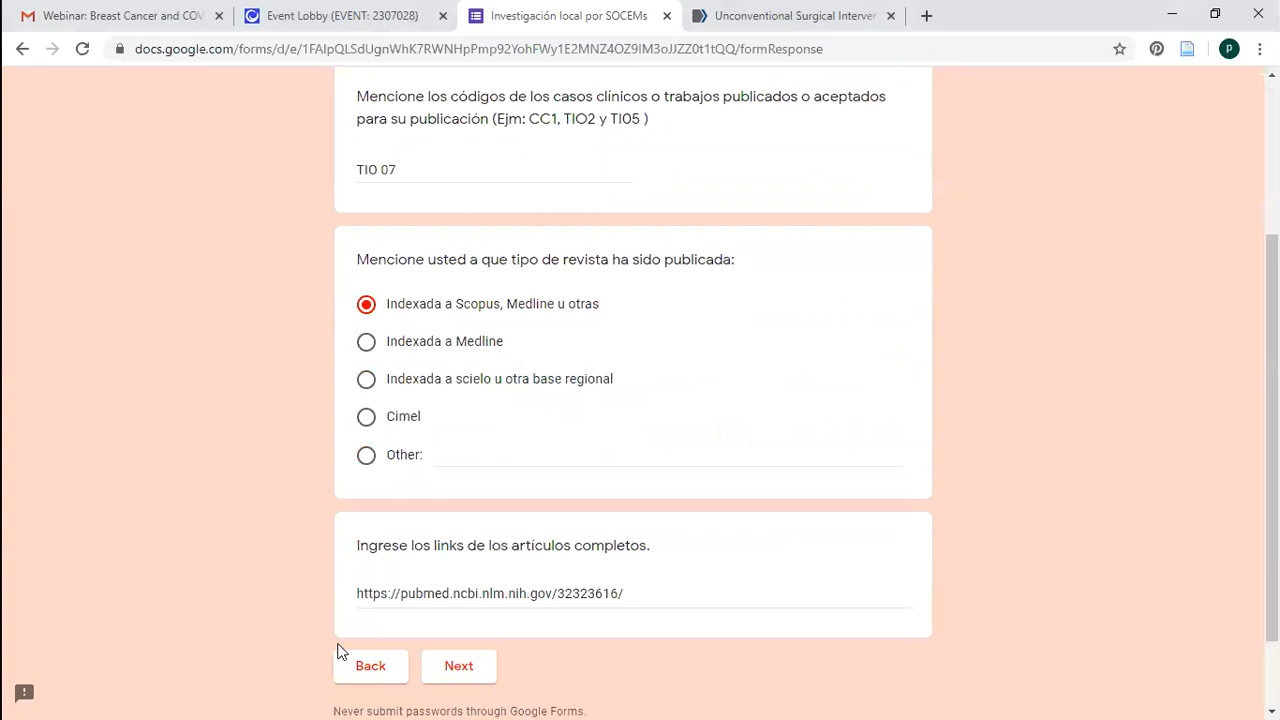 Webinar: Breast Cancer and COV
Event Lobby (EVENT: 2307028)
Investigación local por SOCEMs
Unconventional Surgical Interver
docs.google.com/forms/d/e/1FAIpQLSdUgnWhK7RWNHpPmp92YohFWy1E2MNZ4OZ9IM3oJJZZ0t1tQQ/formResponse
P
Mencione los códigos de los casos clínicos o trabajos publicados o aceptados
para su publicación (Ejm: CC1, TIO2 y TI05 )
TIO 07
Mencione usted a que tipo de revista ha sido publicada:
Indexada a Scopus, Medline u otras
Indexada a Medline
Indexada a scielo u otra base regional
Cimel
Other:
Ingrese los links de los artículos completos.
https://pubmed.ncbi.nlm.nih.gov/32323616/
Back
Next
Never submit passwords through Google Forms.